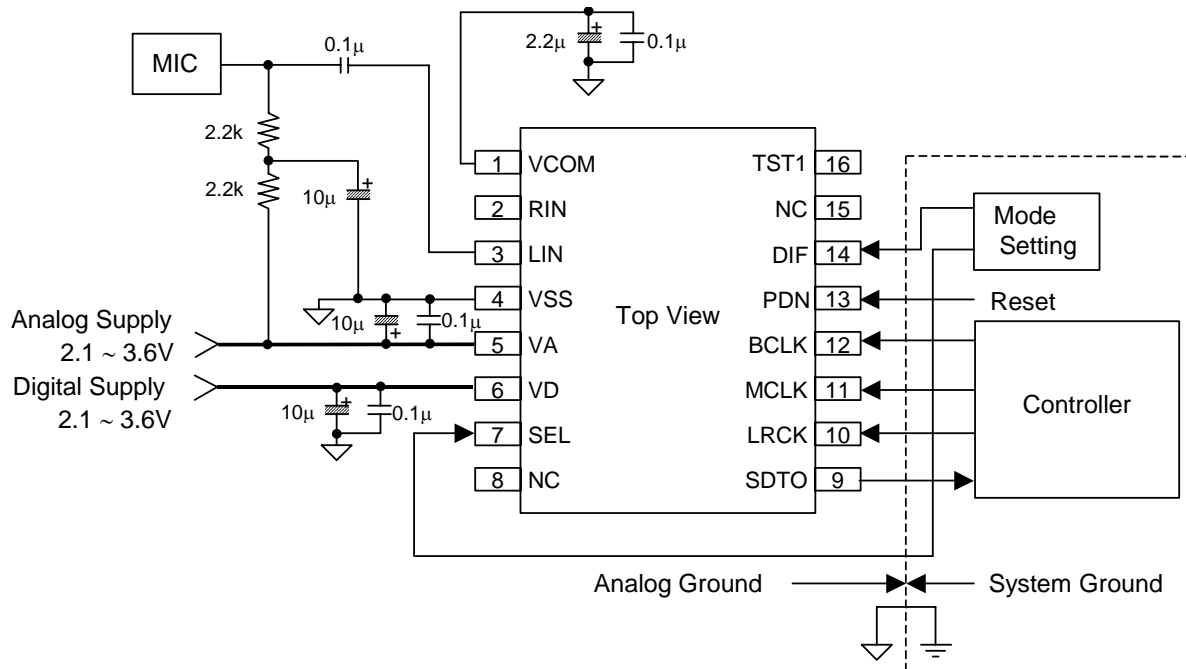 MIC
0.1μ
2.2μ
+
0.1μ
2.2k
2.2k
10μ
+
1 VCOM
2 RIN
3 LIN
4 VSS
5 VA
6 VD
7 SEL
8 NC
Top View
TST1 16
NC 15
DIF 14
PDN 13
BCLK 12
MCLK 11
LRCK 10
SDTO 9
Mode
Setting
Reset
Controller
10μ
+
0.1μ
Analog Supply
2.1 ~ 3.6V
Digital Supply
2.1 ~ 3.6V
10μ
+
0.1μ
Analog Ground
System Ground